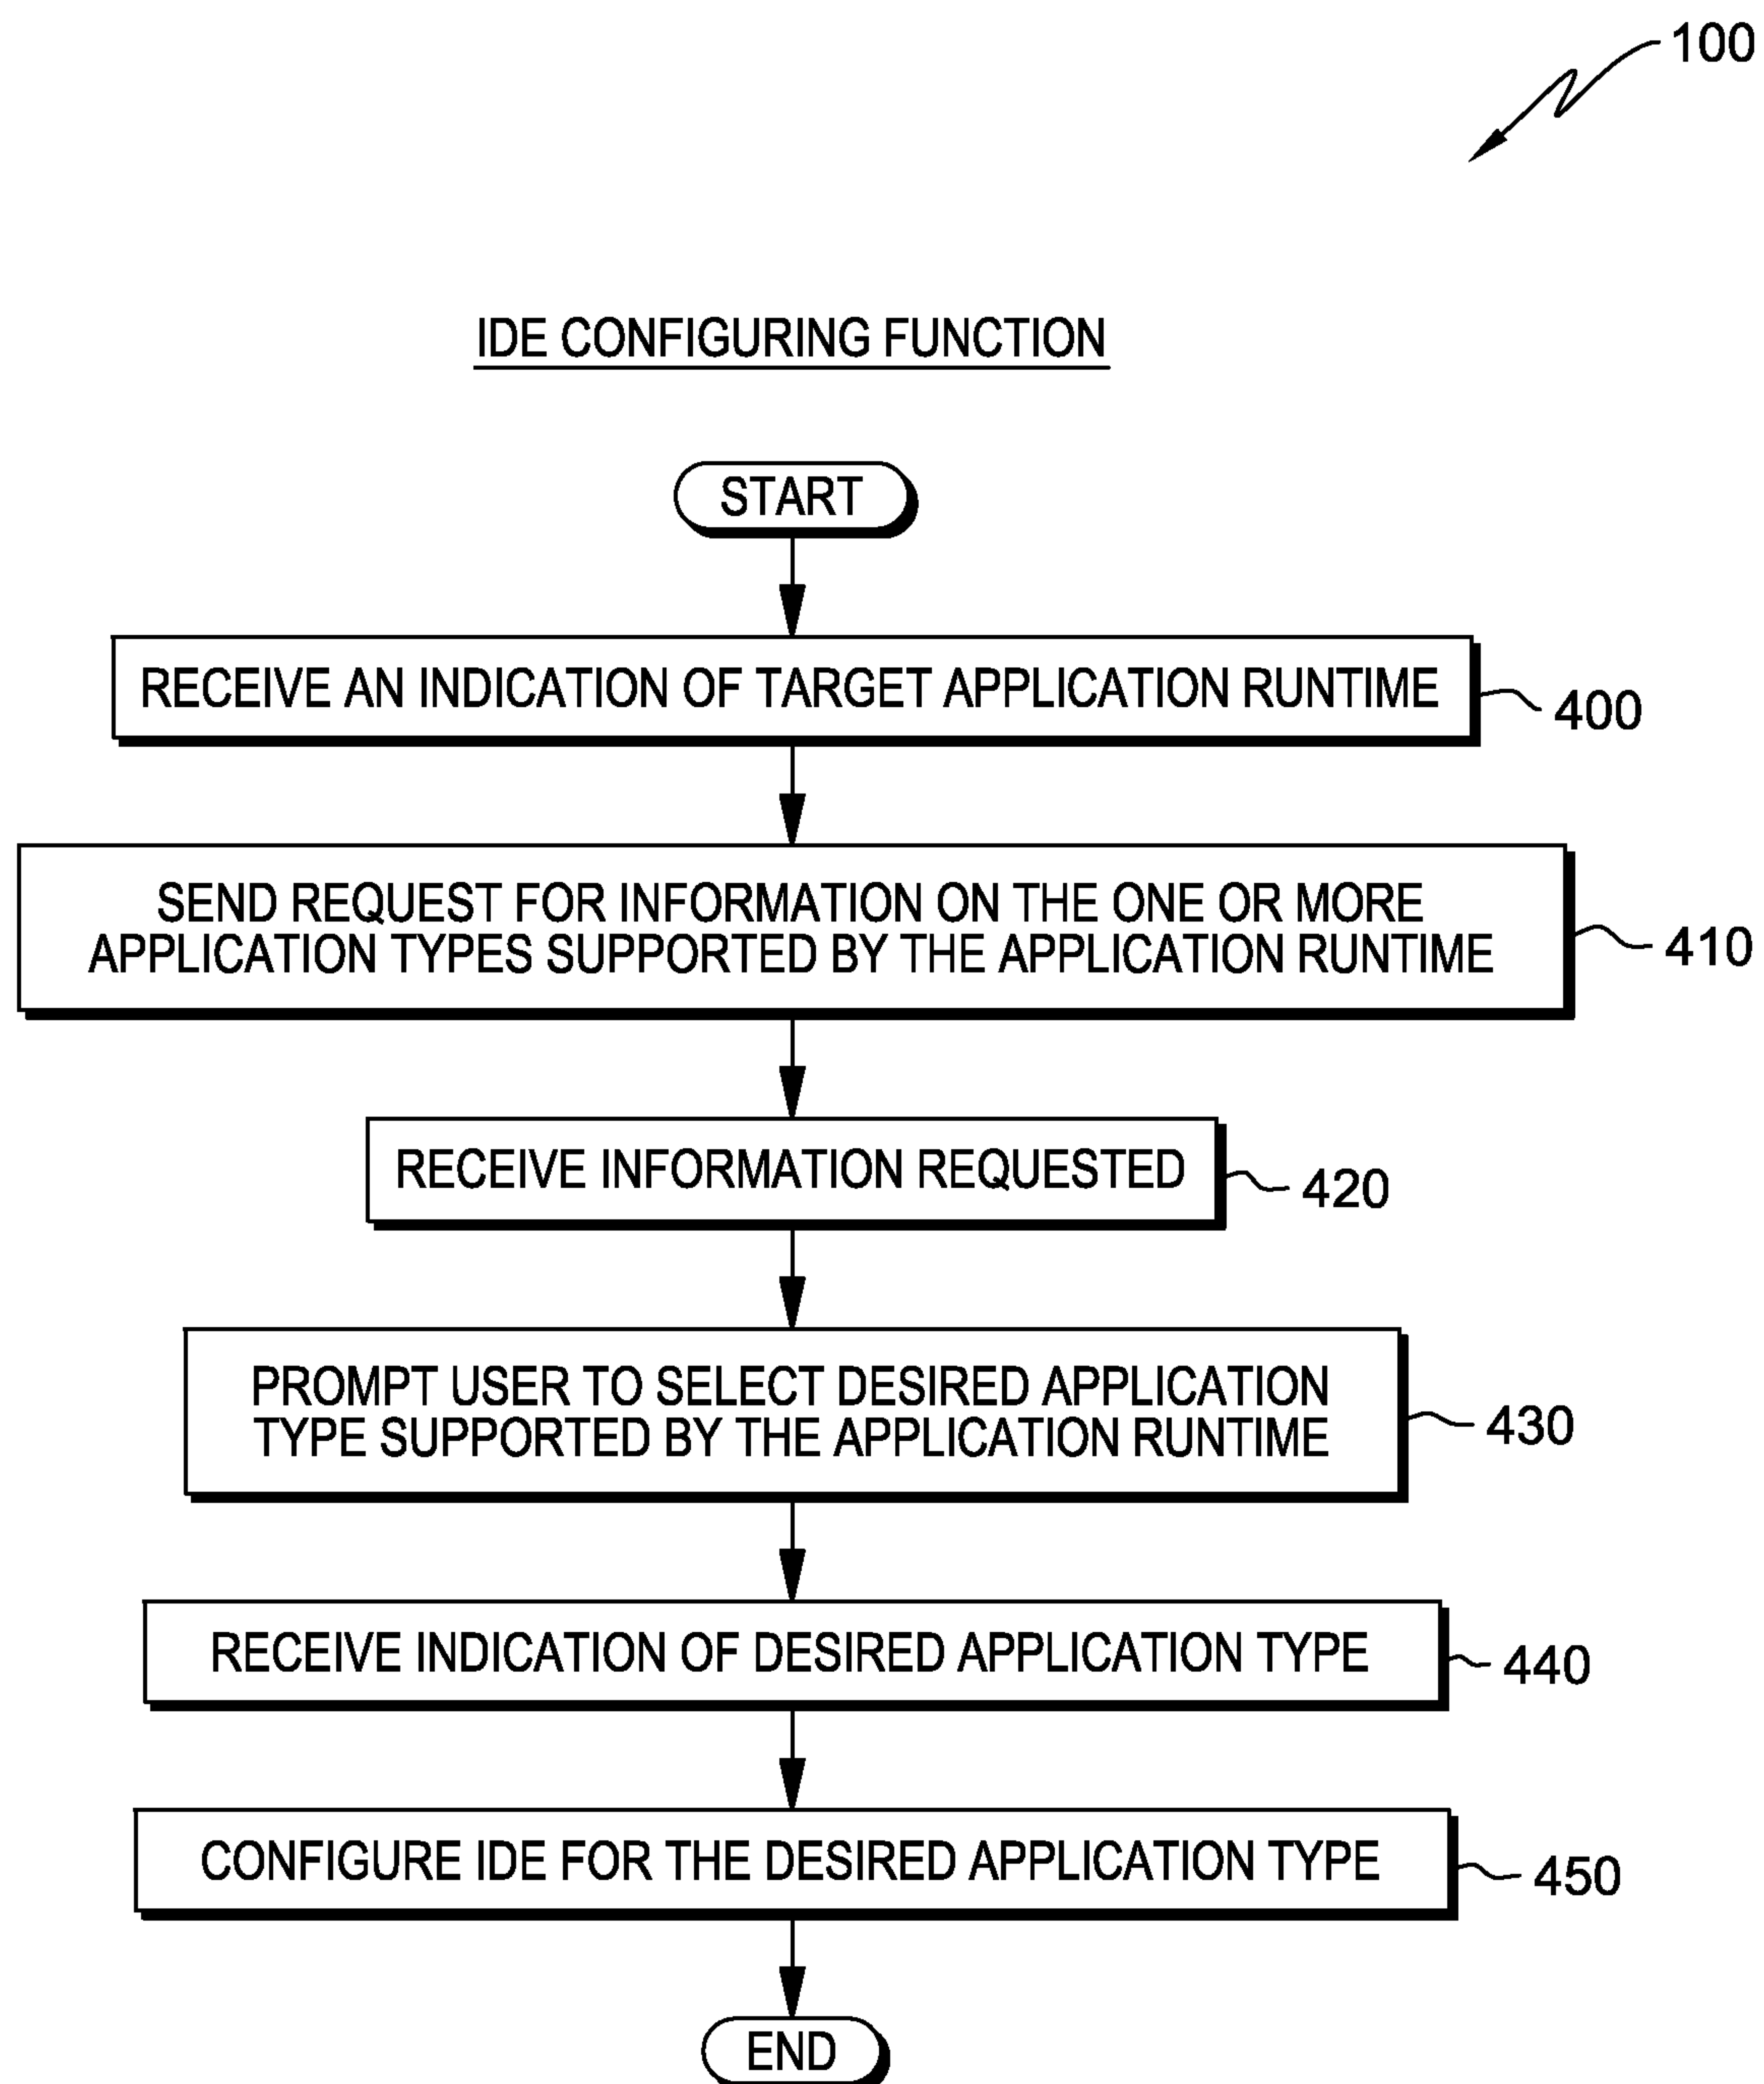 100
IDE CONFIGURING FUNCTION
START
RECEIVE AN INDICATION OF TARGET APPLICATION RUNTIME
400
SEND REQUEST FOR INFORMATION ON THE ONE OR MORE
APPLICATION TYPES SUPPORTED BY THE APPLICATION RUNTIME
410
RECEIVE INFORMATION REQUESTED
420
PROMPT USER TO SELECT DESIRED APPLICATION
TYPE SUPPORTED BY THE APPLICATION RUNTIME
430
RECEIVE INDICATION OF DESIRED APPLICATION TYPE
440
CONFIGURE IDE FOR THE DESIRED APPLICATION TYPE
450
END